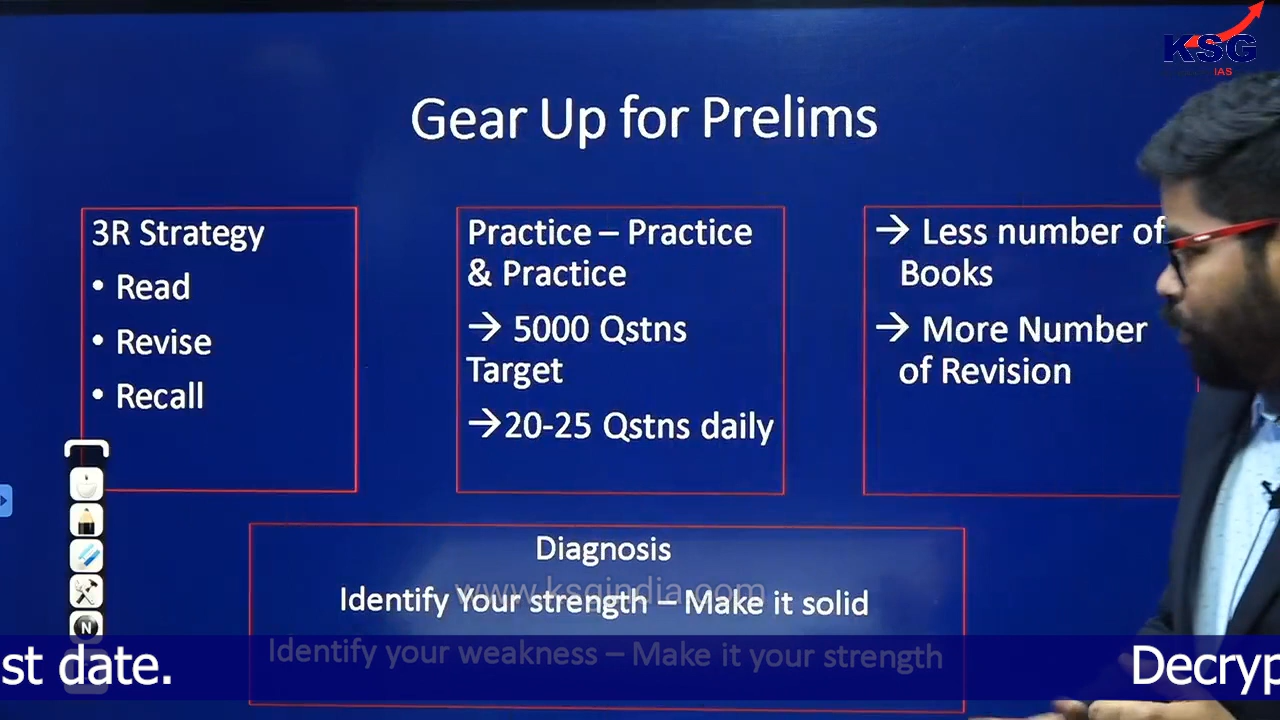 KSG
IAS
Gear Up for Prelims
3R Strategy
• Read
• Revise
• Recall
Practice – Practice
& Practice
→ 5000 Qstns
Target
→20-25 Qstns daily
→ Less number of
Books
→ More Number
of Revision
Diagnosis
www.ksgindia.com
Identify Your strength – Make it solid
Identify your weakness – Make it your strength
N
st date.
Decryp